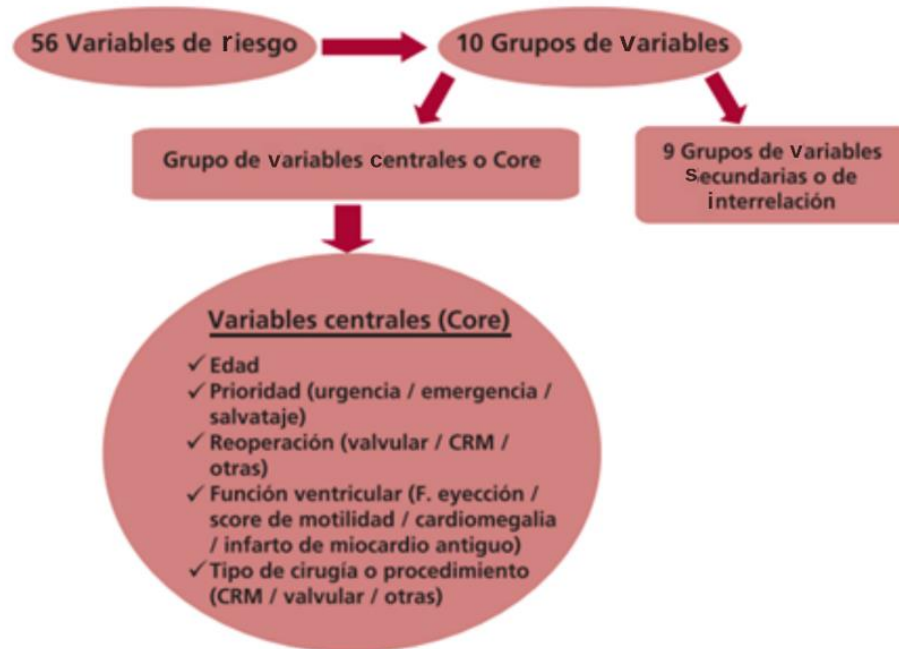 56 Variables de riesgo
10 Grupos de variables
Grupo de variables centrales o Core
9 Grupos de variables
secundarias o de
interrelación
Variables centrales (Core)
✓ Edad
✓ Prioridad (urgencia / emergencia /
salvataje)
✓ Reoperación (valvular / CRM /
otras)
✓ Función ventricular (F. eyección /
score de motilidad / cardiomegalia
/ infarto de miocardio antiguo)
✓ Tipo de cirugía o procedimiento
(CRM / valvular / otras)